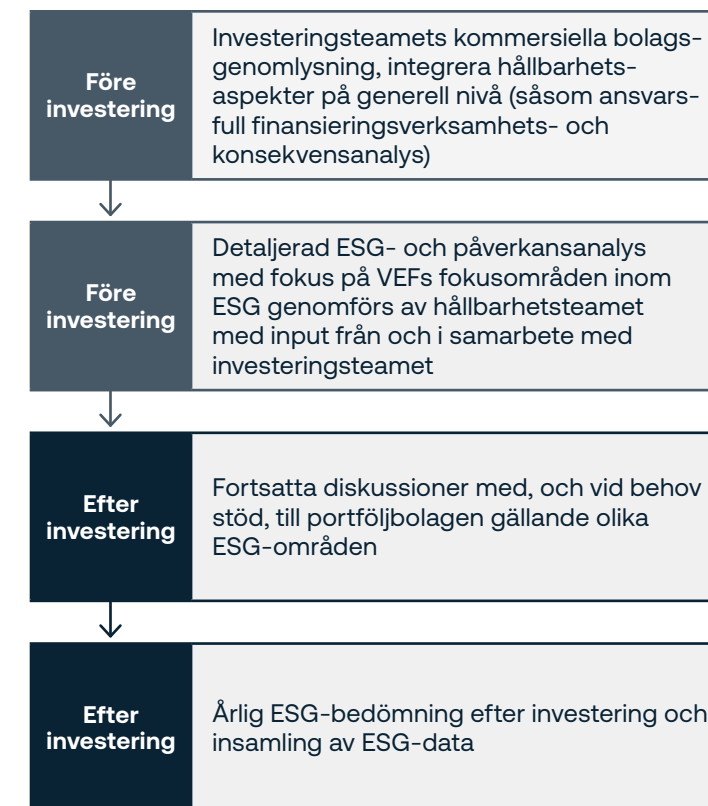 Före
investering
Investeringsteamets kommersiella bolags-
genomlysning, integrera hållbarhets-
aspekter på generell nivå (såsom ansvars-
full finansieringsverksamhets- och
konsekvensanalys)
Före
investering
Detaljerad ESG- och påverkansanalys
med fokus på VEFs fokusområden inom
ESG genomförs av hållbarhetsteamet
med input från och i samarbete med
investeringsteamet
Efter
investering
Fortsatta diskussioner med, och vid behov
stöd, till portföljbolagen gällande olika
ESG-områden
Efter
investering
Årlig ESG-bedömning efter investering och
insamling av ESG-data